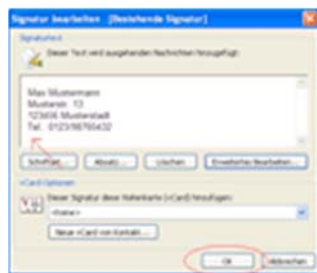 Signatur bearbeiten - [Bestehende Signatur]
Signaturtext
Dieser Text wird ausgehenden Nachrichten hinzugefügt:
Max Mustermann
Musterstr. 13
Musterstadt
Tel.: 0123/98765432
Schriftart... Absatz... Löschen Erweitertes Bearbeiten...
vCard-Optionen
Dieser Signatur diese Visitenkarte (vCard) hinzufügen:
<Keine>
Neue vCard von Kontakt...
OK Abbrechen